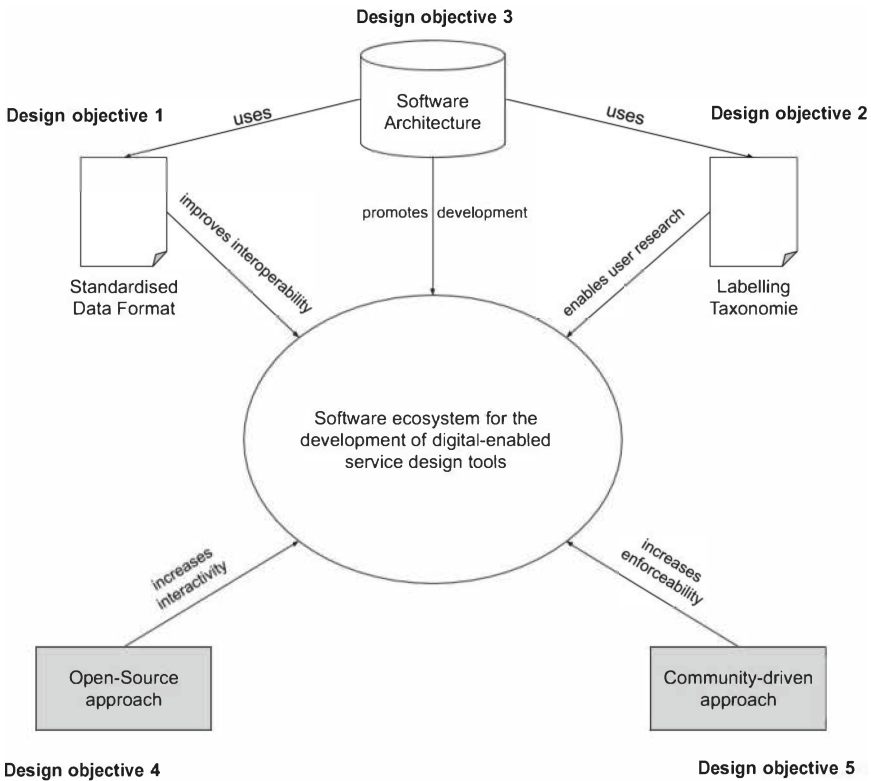 Design objective 3
Software
Architecture
Design objective 1
uses
uses
Design objective 2
improves interoperability
promotes development
enables user research
Standardised
Data Format
Labelling
Taxonomie
Software ecosystem for the
development of digital-enabled
service design tools
increases
interactivity
increases
enforceability
Open-Source
approach
Community-driven
approach
Design objective 4
Design objective 5